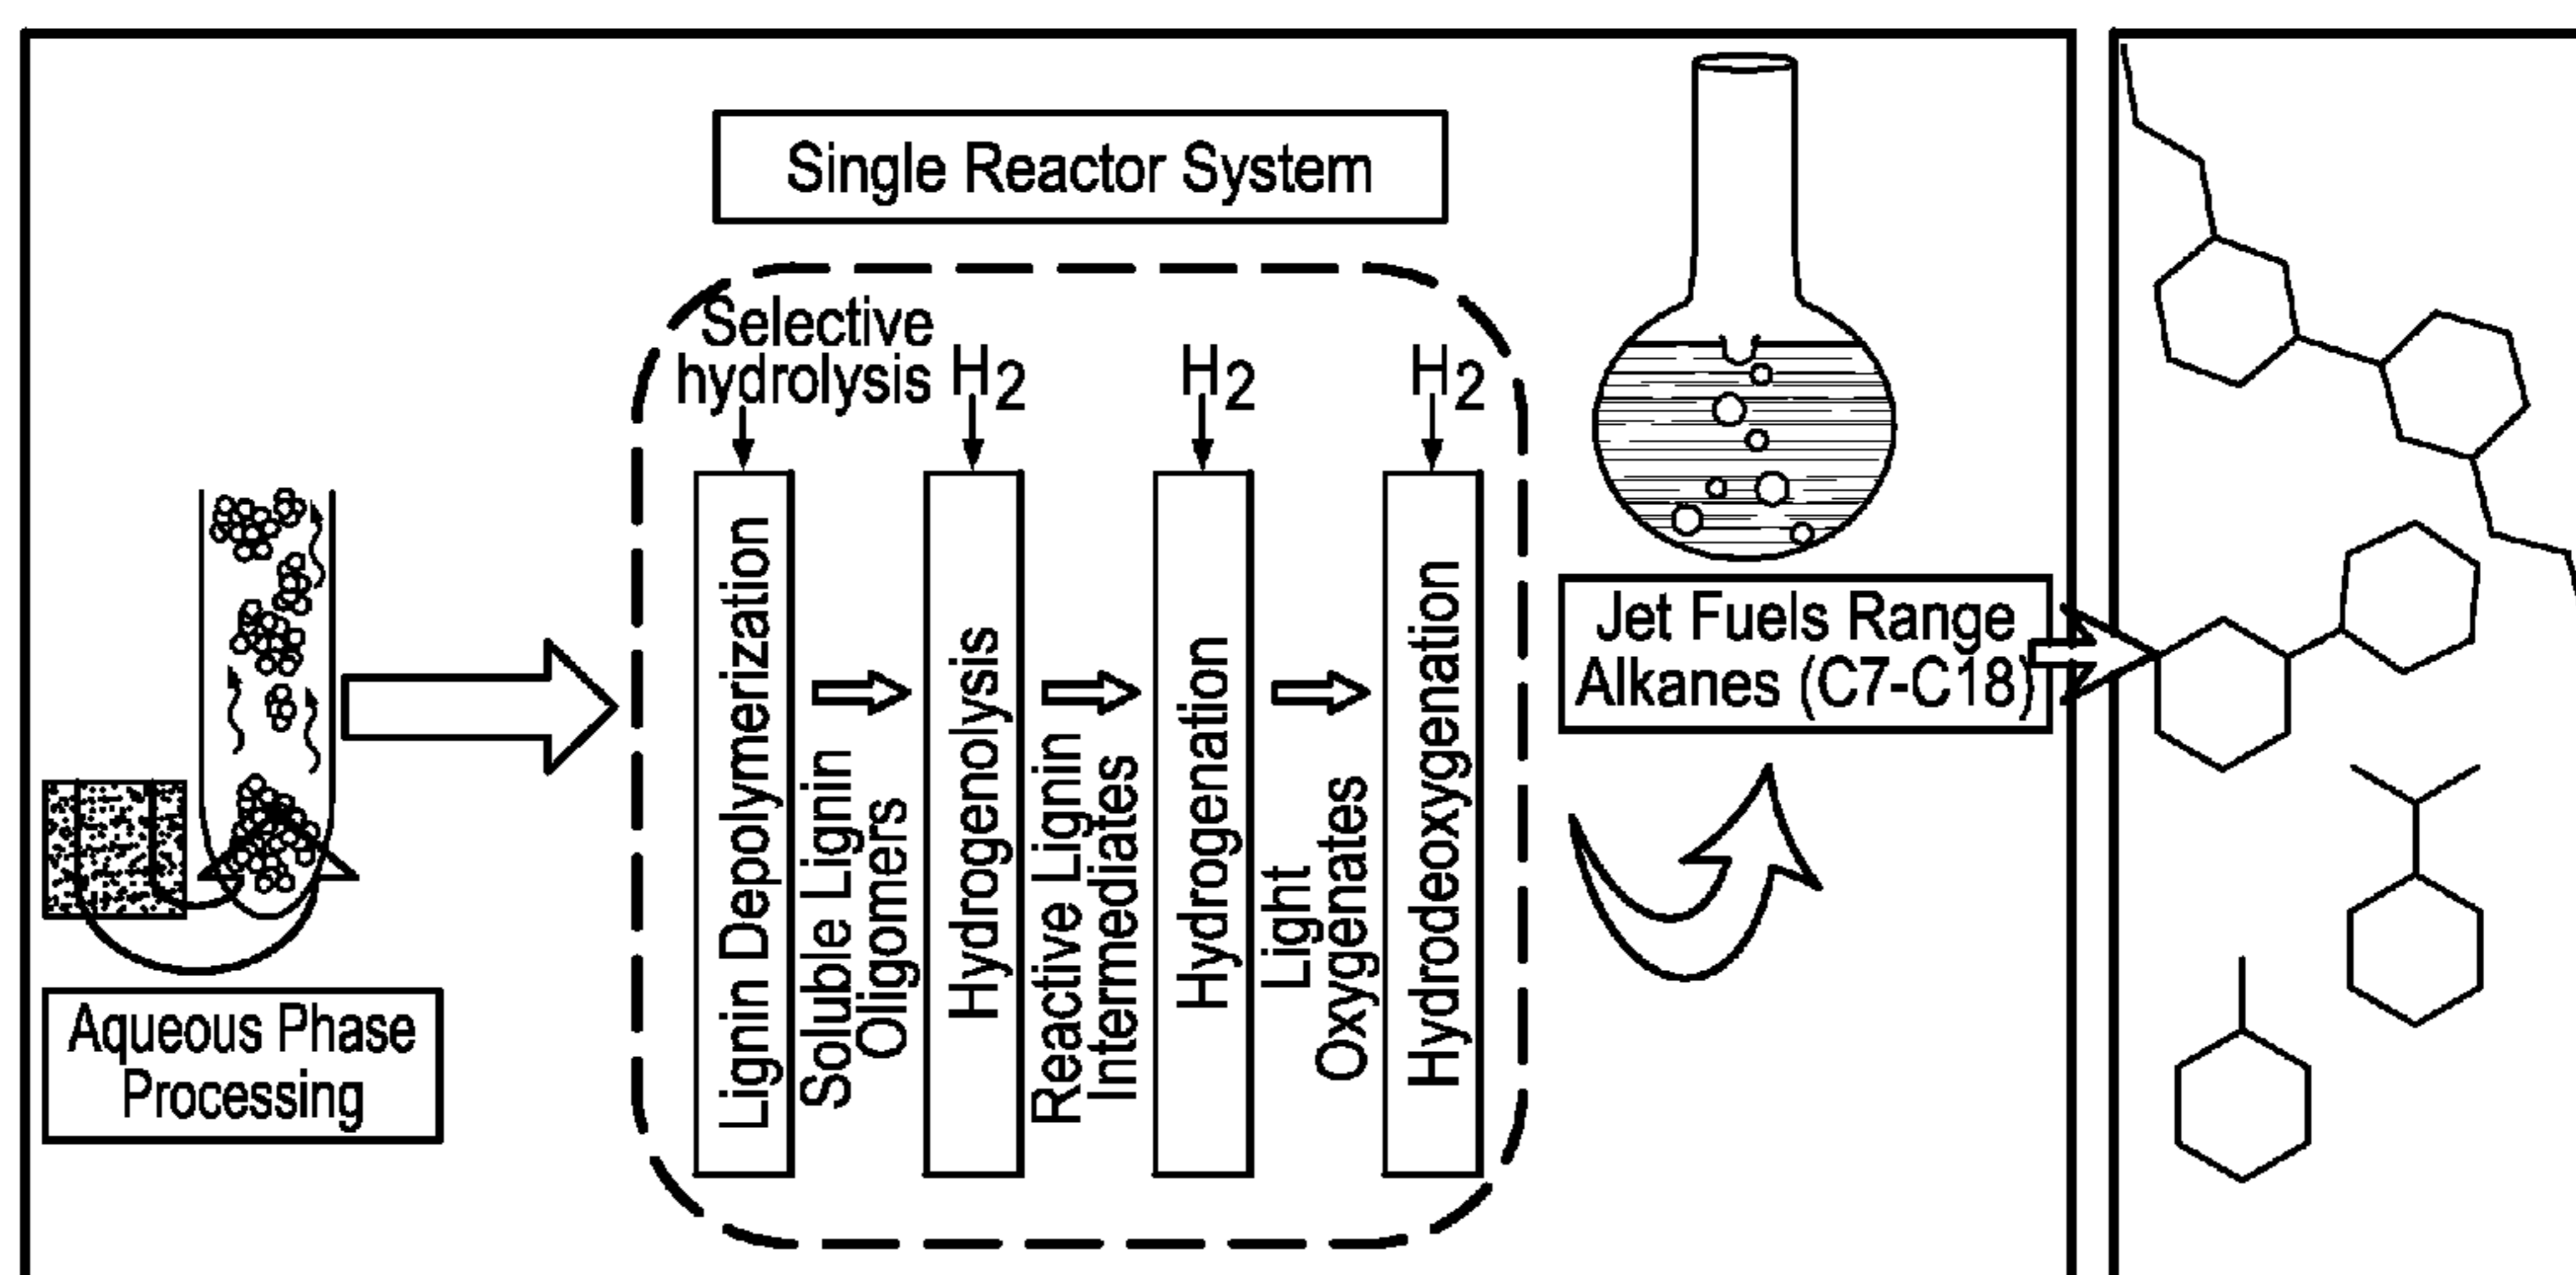 Single Reactor System
Selective
hydrolysis
H2
H2
H2
Lignin Depolymerization
Soluble Lignin
Oligomers
Hydrogenolysis
Reactive Lignin
Intermediates
Hydrogenation
Light
Oxygenates
Hydrodeoxygenation
Jet Fuels Range
Alkanes (C7-C18)
Aqueous Phase
Processing